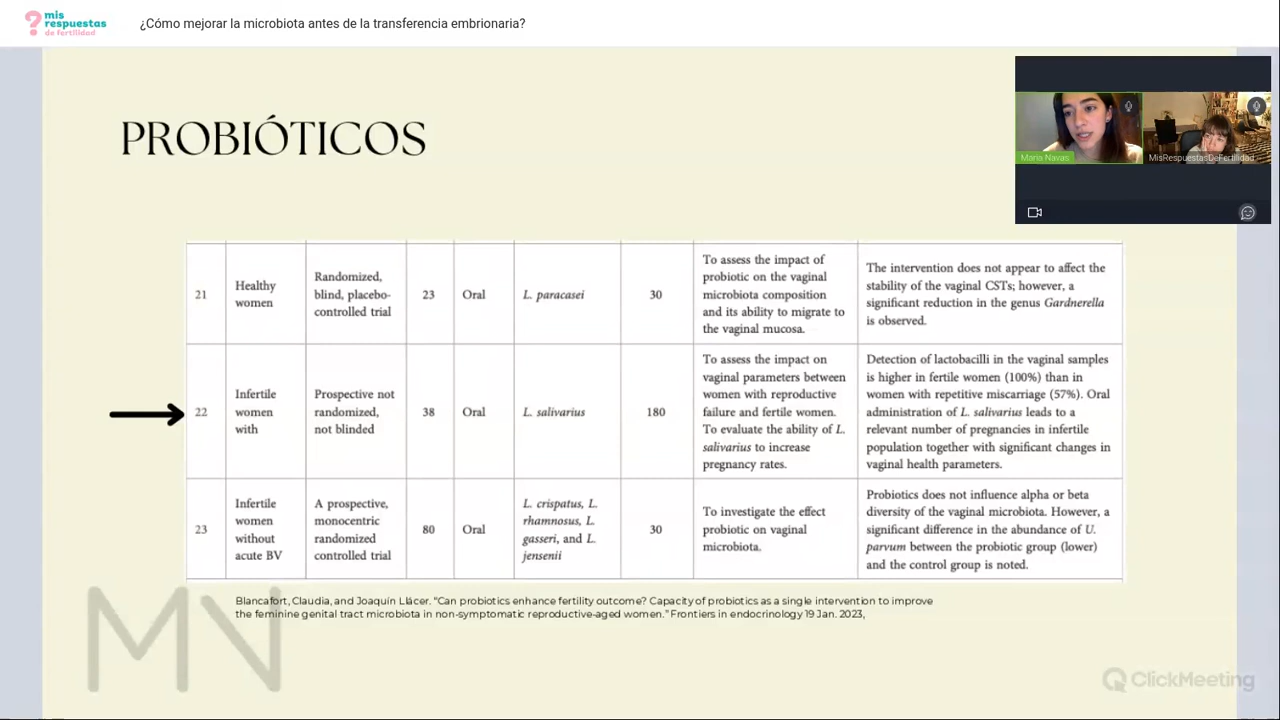 mis
respuestas
de fertilidad
¿Cómo mejorar la microbiota antes de la transferencia embrionaria?
PROBIÓTICOS
Maria Navas
MisRespuestasDeFertilidad
21
Healthy
women
Randomized,
blind, placebo-
controlled trial
23
Oral
L. paracasei
30
To assess the impact of
probiotic on the vaginal
microbiota composition
and its ability to migrate to
the vaginal mucosa.
The intervention does not appear to affect the
stability of the vaginal CSTs; however, a
significant reduction in the genus Gardnerella
is observed.
22
Infertile
women
with
Prospective not
randomized,
not blinded
38
Oral
L. salivarius
180
To assess the impact on
vaginal parameters between
women with reproductive
failure and fertile women.
To evaluate the ability of L.
salivarius to increase
pregnancy rates.
Detection of lactobacilli in the vaginal samples
is higher in fertile women (100%) than in
women with repetitive miscarriage (57%). Oral
administration of L. salivarius leads to a
relevant number of pregnancies in infertile
population together with significant changes in
vaginal health parameters.
23
Infertile
women
without
acute BV
A prospective,
monocentric
randomized
controlled trial
80
Oral
L. crispatus, L.
rhamnosus, L.
gasseri, and L.
jensenii
30
To investigate the effect
probiotic on vaginal
microbiota.
Probiotics does not influence alpha or beta
diversity of the vaginal microbiota. However, a
significant difference in the abundance of U.
parvum between the probiotic group (lower)
and the control group is noted.
Blancafort, Claudia, and Joaquín Llàcer. "Can probiotics enhance fertility outcome? Capacity of probiotics as a single intervention to improve
the feminine genital tract microbiota in non-symptomatic reproductive-aged women." Frontiers in endocrinology 19 Jan. 2023,
MN
ClickMeeting